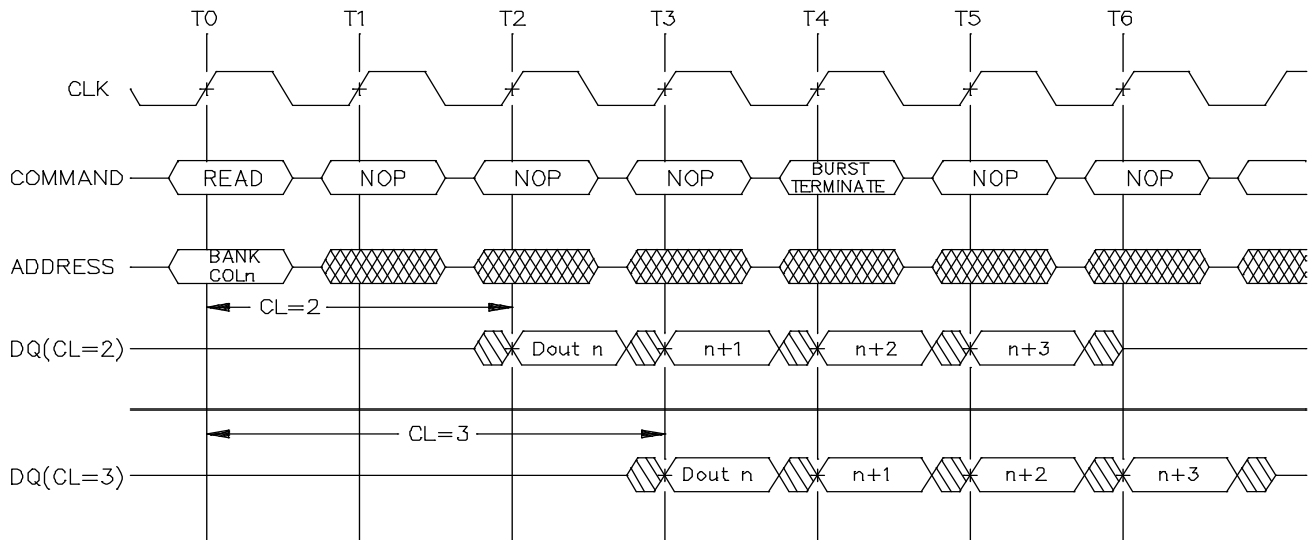 T0 T1 T2 T3 T4 T5 T6
CLK
COMMAND READ NOP NOP NOP BURST TERMINATE NOP NOP
ADDRESS BANK COLn
CL=2
DQ(CL=2) Dout n n+1 n+2 n+3
CL=3
DQ(CL=3) Dout n n+1 n+2 n+3